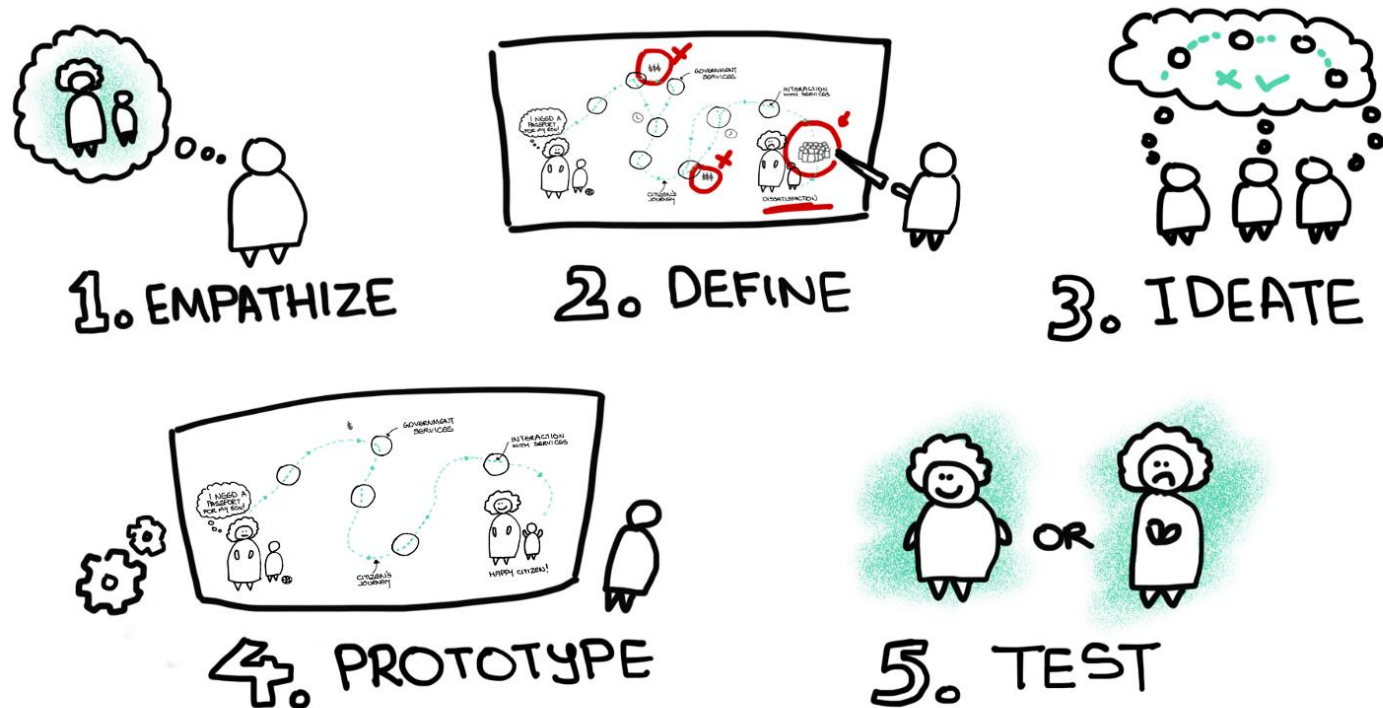 1. EMPATHIZE
I NEED A
PASSPORT
FOR MY SON!
GOVERNMENT
SERVICES
INTERACTION
WITH SERVICES
CITIZEN'S
JOURNEY
DISSATISFACTION
2. DEFINE
3. IDEATE
I NEED A
PASSPORT
FOR MY SON!
GOVERNMENT
SERVICES
INTERACTION
WITH SERVICES
CITIZEN'S
JOURNEY
HAPPY CITIZEN!
4. PROTOTYPE
OR
5. TEST